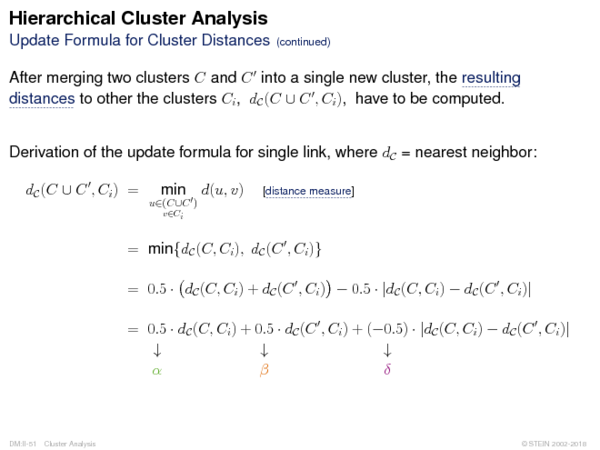 Hierarchical Cluster Analysis
Update Formula for Cluster Distances (continued)
After merging two clusters C and C′ into a single new cluster, the resulting
distances to other the clusters Cᵢ, d𝒞(C ∪ C′, Cᵢ), have to be computed.
Derivation of the update formula for single link, where d𝒞 = nearest neighbor:
d𝒞(C ∪ C′, Cᵢ) = min d(u, v) [distance measure]
u∈(C∪C′)
v∈Cᵢ
= min{d𝒞(C, Cᵢ), d𝒞(C′, Cᵢ)}
= 0.5 · (d𝒞(C, Cᵢ) + d𝒞(C′, Cᵢ)) − 0.5 · |d𝒞(C, Cᵢ) − d𝒞(C′, Cᵢ)|
= 0.5 · d𝒞(C, Cᵢ) + 0.5 · d𝒞(C′, Cᵢ) + (−0.5) · |d𝒞(C, Cᵢ) − d𝒞(C′, Cᵢ)|
↓ ↓ ↓
α β δ
DM:II-51 Cluster Analysis © STEIN 2002-2018